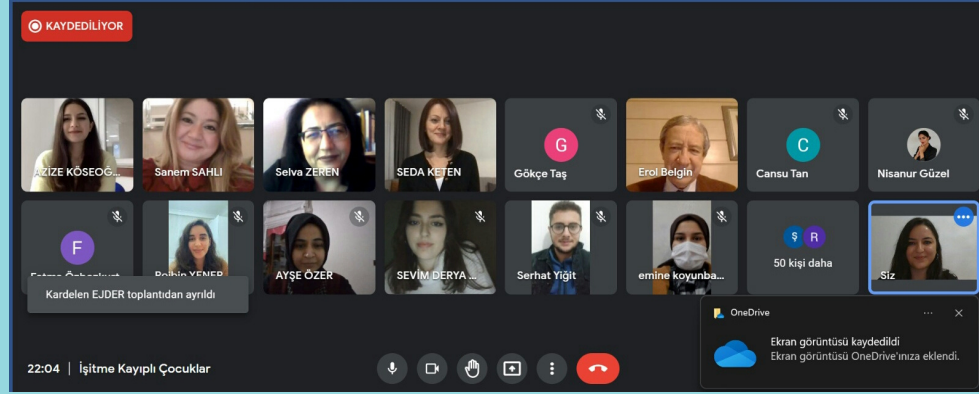 KAYDEDİLİYOR
AZİZE KÖSEOĞ...
Sanem SAHLI
Selva ZEREN
SEDA KETEN
G
Gökçe Taş
Erol Belgin
C
Cansu Tan
Nisanur Güzel
F
AYŞE ÖZER
SEVİM DERYA ...
Serhat Yiğit
emine koyunba...
Ş R
50 kişi daha
Siz
Kardelen EJDER toplantıdan ayrıldı
OneDrive
Ekran görüntüsü kaydedildi
Ekran görüntüsü OneDrive'ınıza eklendi.
22:04 | İşitme Kayıplı Çocuklar